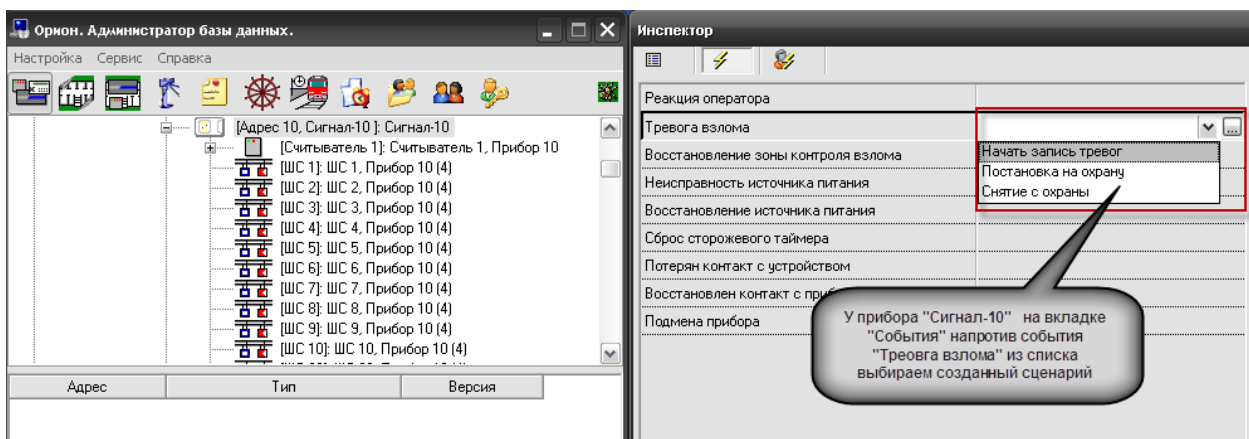 Орион. Администратор базы данных.
Настройка Сервис Справка
[Адрес 10, Сигнал-10 ]: Сигнал-10
[Считыватель 1]: Считыватель 1, Прибор 10
[ШС 1]: ШС 1, Прибор 10 (4)
[ШС 2]: ШС 2, Прибор 10 (4)
[ШС 3]: ШС 3, Прибор 10 (4)
[ШС 4]: ШС 4, Прибор 10 (4)
[ШС 5]: ШС 5, Прибор 10 (4)
[ШС 6]: ШС 6, Прибор 10 (4)
[ШС 7]: ШС 7, Прибор 10 (4)
[ШС 8]: ШС 8, Прибор 10 (4)
[ШС 9]: ШС 9, Прибор 10 (4)
[ШС 10]: ШС 10, Прибор 10 (4)
Адрес Тип Версия
Инспектор
Реакция оператора
Тревога взлома
Восстановление зоны контроля взлома
Неисправность источника питания
Восстановление источника питания
Сброс сторожевого таймера
Потерян контакт с устройством
Восстановлен контакт с
Подмена прибора
Начать запись тревог
Постановка на охрану
Снятие с охраны
У прибора "Сигнал-10" на вкладке
"События" напротив события
"Треовга взлома" из списка
выбираем созданный сценарий